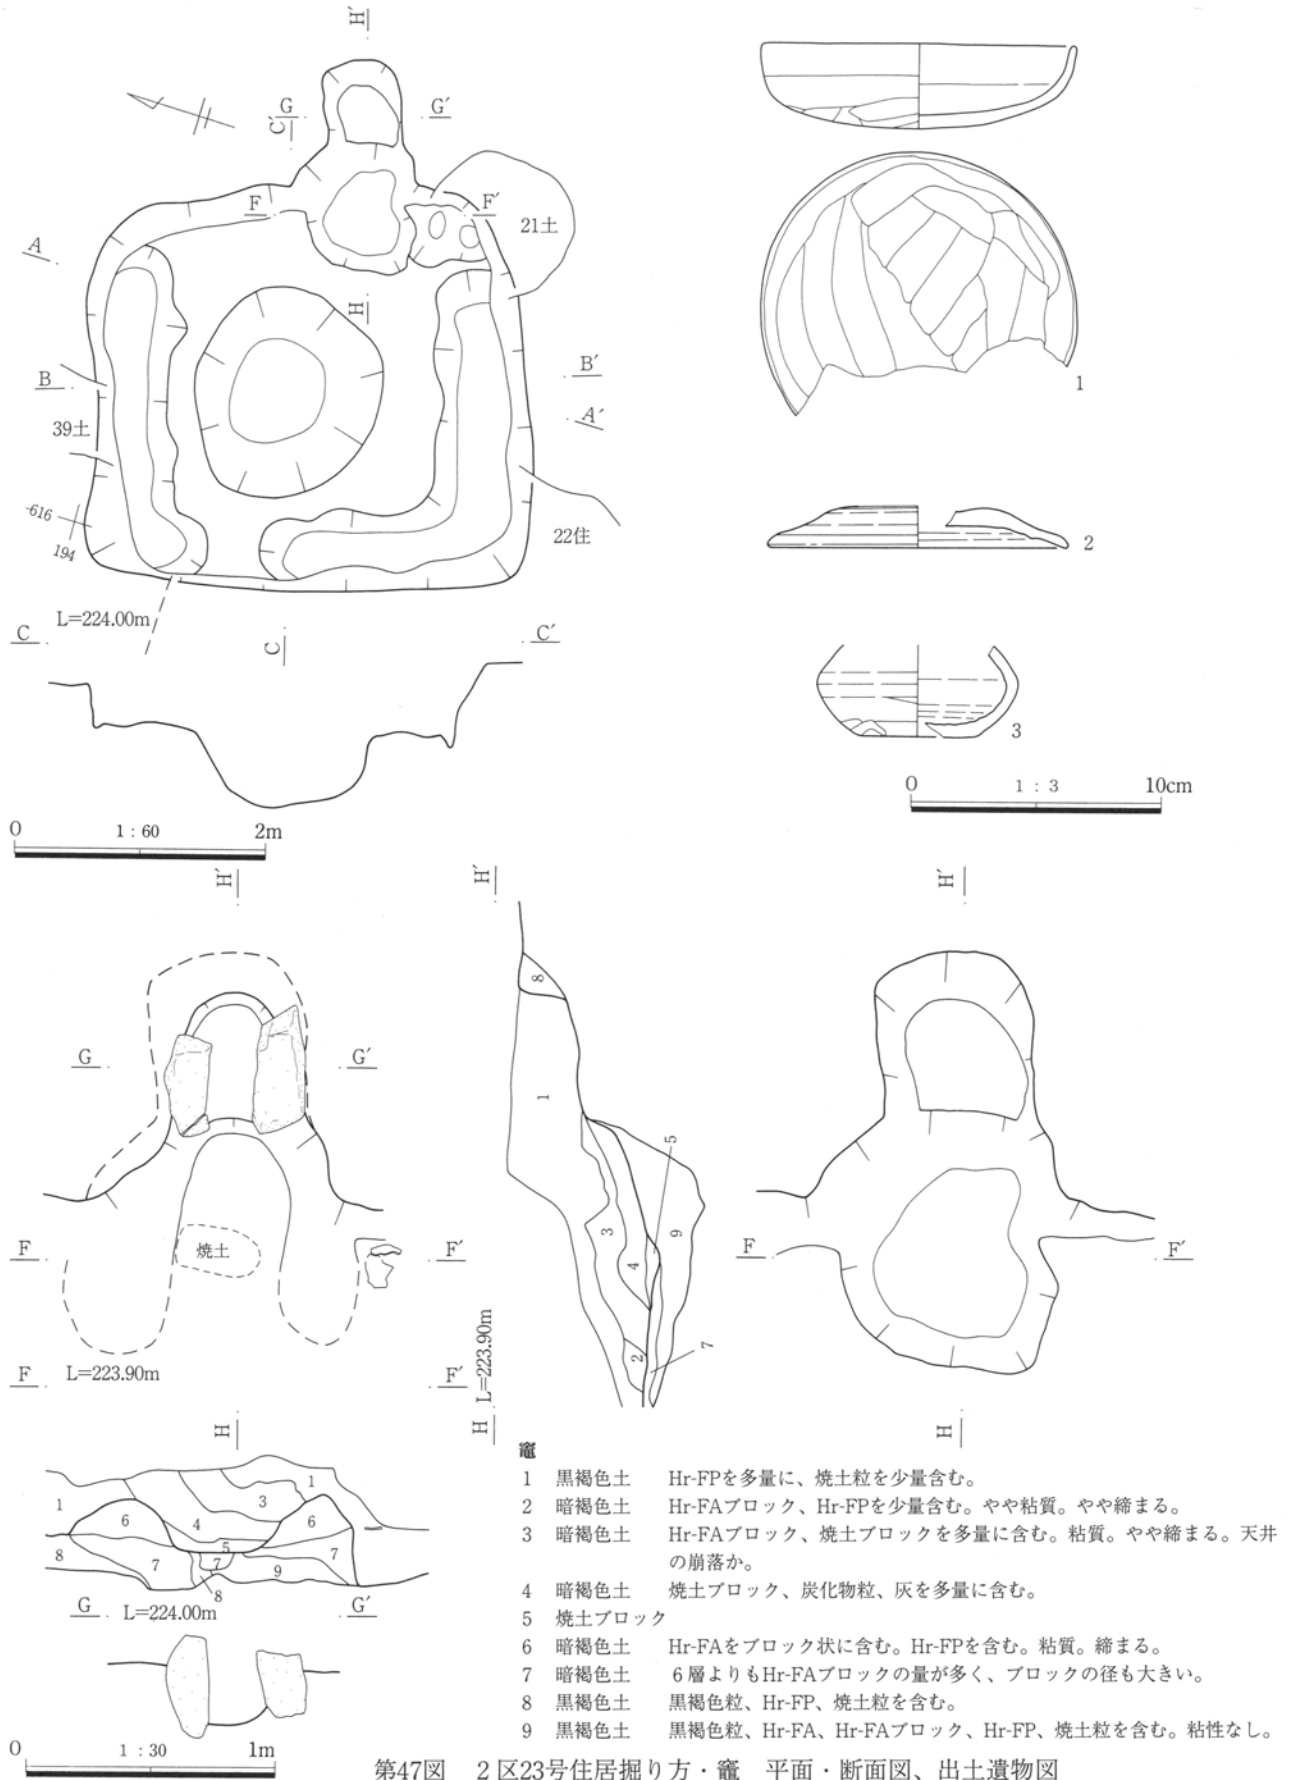 H′
G
G′
C′
F
F′
21土
A
H
B
B′
A′
39土
-616
194
22住
L=224.00m
C
C
C′
0 1:60 2m
1
2
3
0 1:3 10cm
H′
G
G′
焼土
F
F′
F L=223.90m F′
H
1
1
3
6
4
6
5
8
7
7
7
9
8
G L=224.00m G′
0 1:30 1m
H′
8
1
5
3
9
4
2
7
H L=223.90m
H′
F
F′
H
竈
1 黒褐色土 Hr-FPを多量に、焼土粒を少量含む。
2 暗褐色土 Hr-FAブロック、Hr-FPを少量含む。やや粘質。やや締まる。
3 暗褐色土 Hr-FAブロック、焼土ブロックを多量に含む。粘質。やや締まる。天井
の崩落か。
4 暗褐色土 焼土ブロック、炭化物粒、灰を多量に含む。
5 焼土ブロック
6 暗褐色土 Hr-FAをブロック状に含む。Hr-FPを含む。粘質。締まる。
7 暗褐色土 6層よりもHr-FAブロックの量が多く、ブロックの径も大きい。
8 黒褐色土 黒褐色粒、Hr-FP、焼土粒を含む。
9 黒褐色土 黒褐色粒、Hr-FA、Hr-FAブロック、Hr-FP、焼土粒を含む。粘性なし。
第47図 2区23号住居掘り方・竈 平面・断面図、出土遺物図